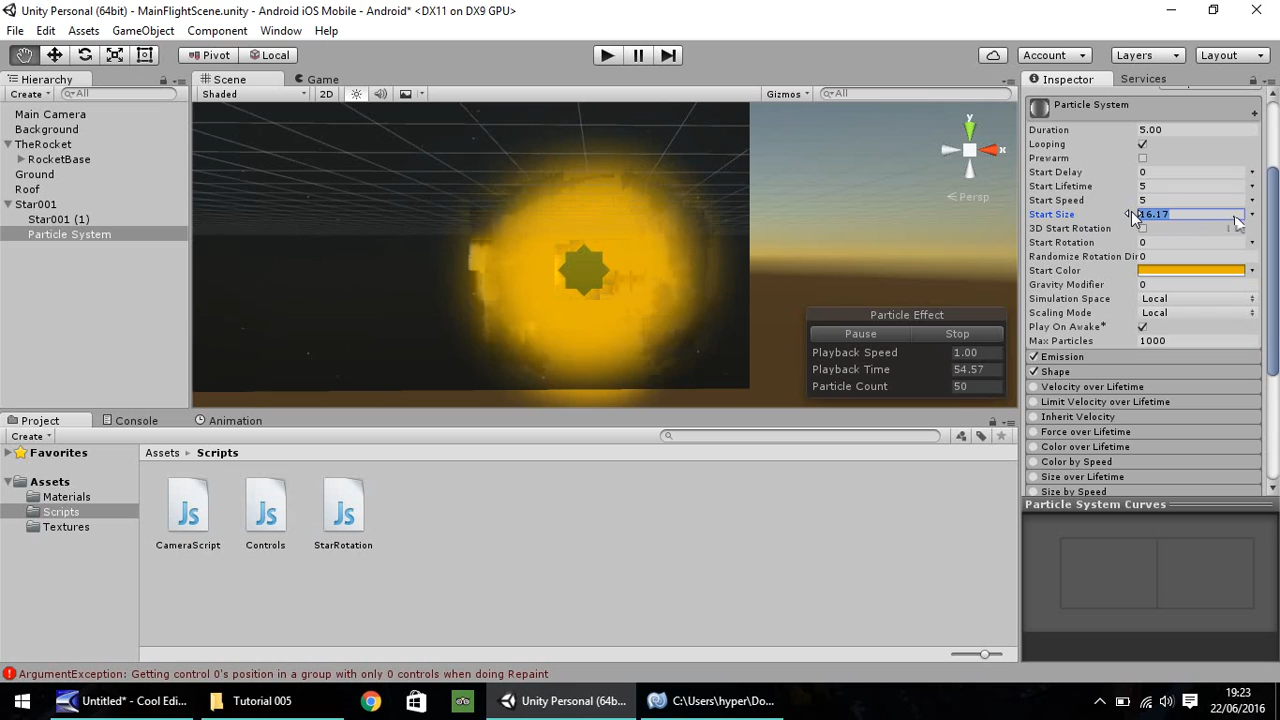 Unity Personal (64bit) - MainFlightScene.unity - Android iOS Mobile - Android* <DX11 on DX9 GPU>
File Edit Assets GameObject Component Window Help
Pivot Local Account Layers Layout
Hierarchy Scene Game Inspector Services
Create All Shaded 2D Gizmos All
Main Camera
Background
TheRocket
RocketBase
Ground
Roof
Star001
Star001 (1)
Particle System
y
x
Persp
Particle Effect
Pause Stop
Playback Speed 1.00
Playback Time 54.57
Particle Count 50
Particle System
Duration 5.00
Looping
Prewarm
Start Delay 0
Start Lifetime 5
Start Speed 5
Start Size 16.17
3D Start Rotation
Start Rotation 0
Randomize Rotation Dir 0
Start Color
Gravity Modifier 0
Simulation Space Local
Scaling Mode Local
Play On Awake*
Max Particles 1000
Emission
Shape
Velocity over Lifetime
Limit Velocity over Lifetime
Inherit Velocity
Force over Lifetime
Color over Lifetime
Color by Speed
Size over Lifetime
Size by Speed
Particle System Curves
Project Console Animation
Create
Favorites
Assets
Materials
Scripts
Textures
Assets Scripts
Js Js Js
CameraScript Controls StarRotation
ArgumentException: Getting control 0's position in a group with only 0 controls when doing Repaint
Untitled* - Cool Edi... Tutorial 005 Unity Personal (64b... C:\Users\hyper\Do...
19:23
22/06/2016